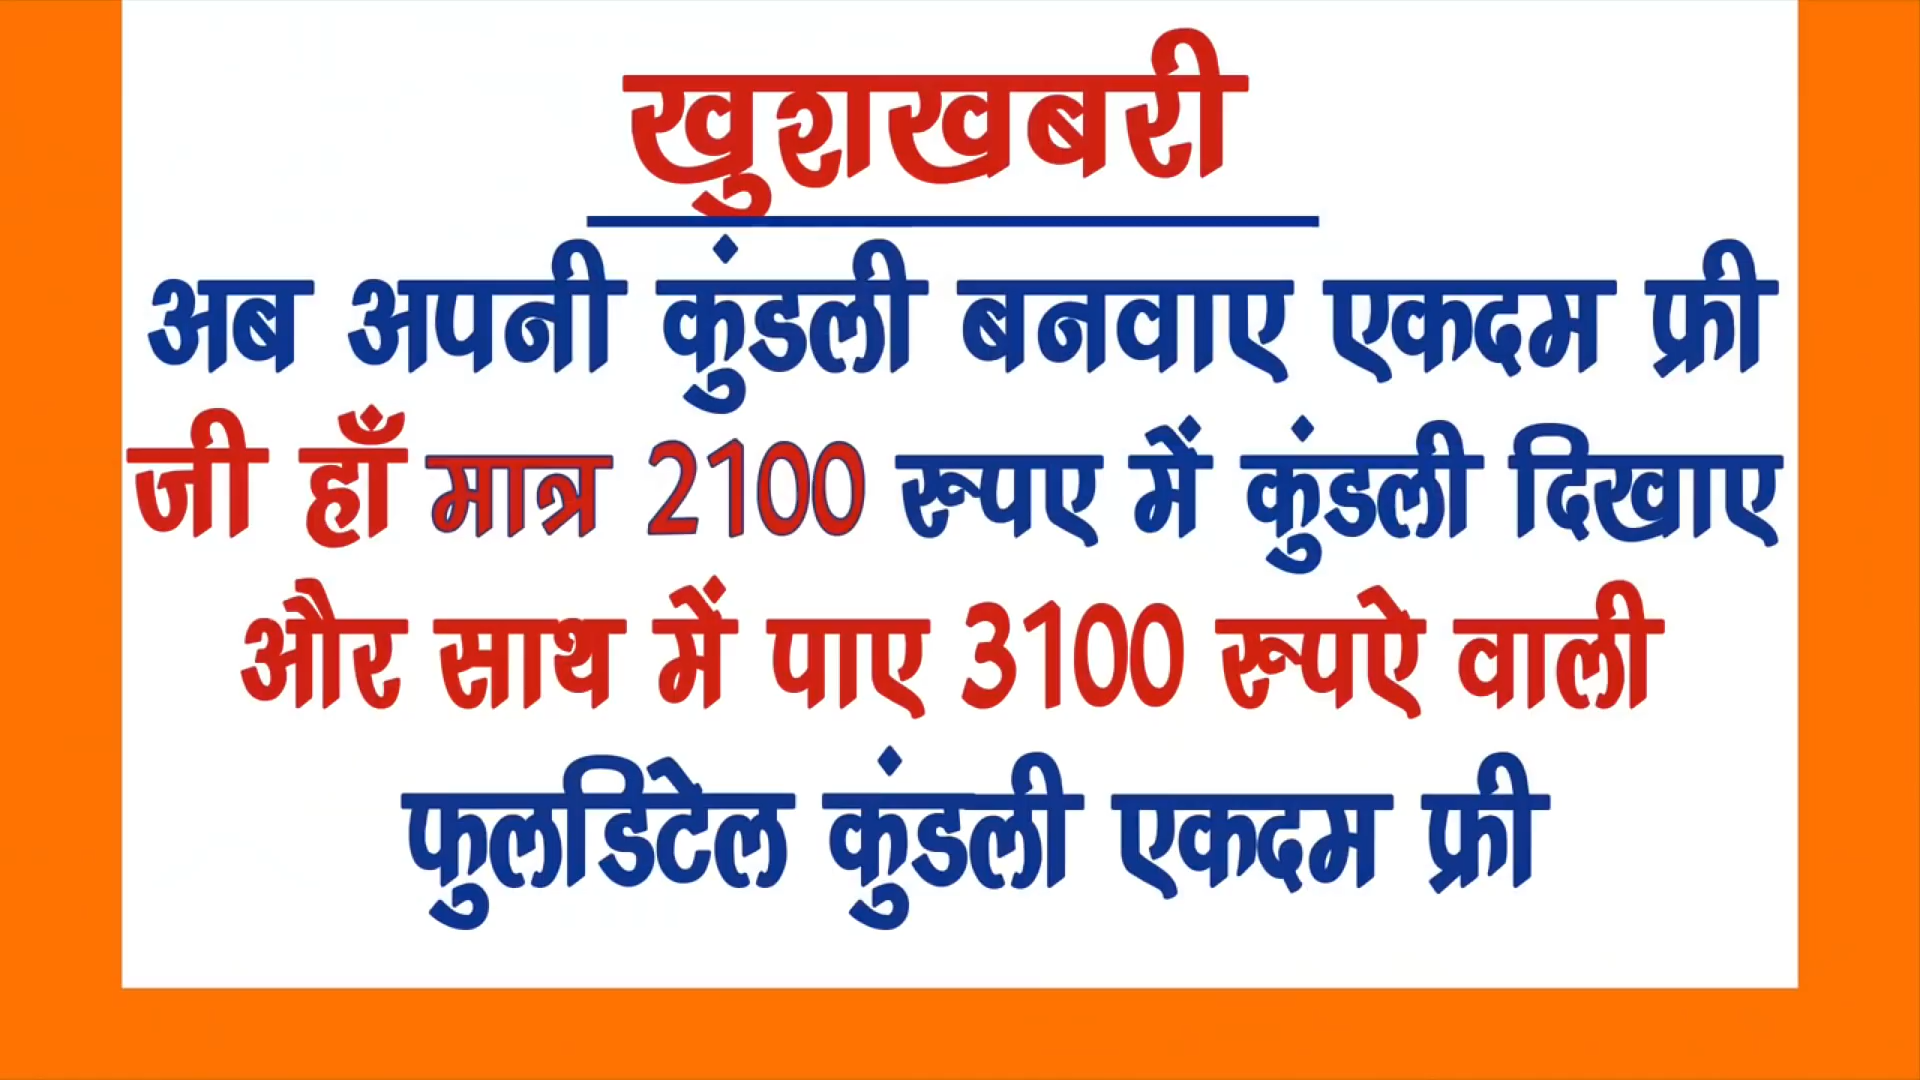 खुशखबरी
अब अपनी कुंडली बनवाए एकदम फ्री
जी हाँ मात्र 2100 रूपए में कुंडली दिखाए
और साथ में पाए 3100 रूपऐ वाली
फुलडिटेल कुंडली एकदम फ्री